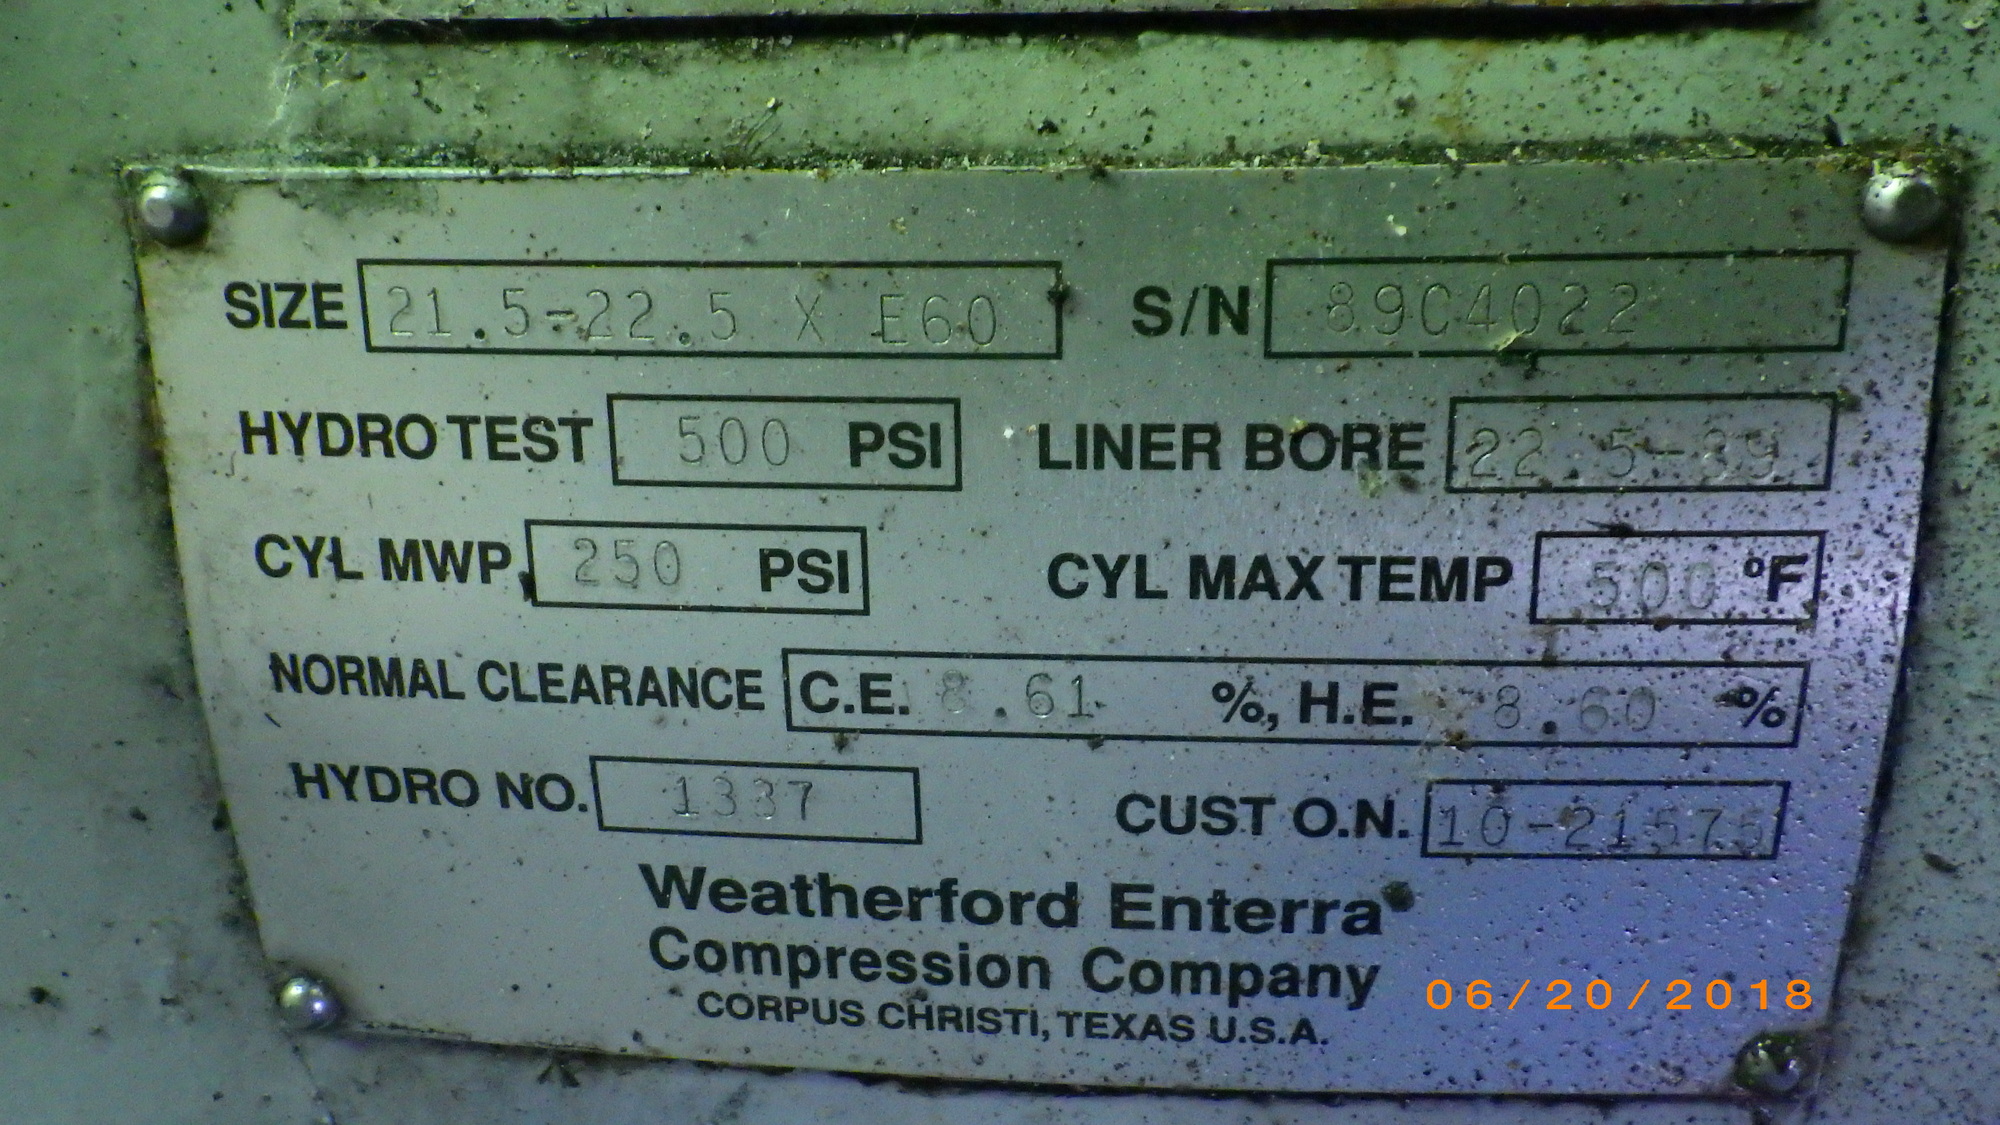 SIZE 21.5-22.5 X E60 S/N 89C4022
HYDRO TEST 500 PSI LINER BORE 22.5-89
CYL MWP 250 PSI CYL MAX TEMP 500 °F
NORMAL CLEARANCE C.E. 8.61 %, H.E. 8.60 %
HYDRO NO. 1337 CUST O.N. 10-21575
Weatherford Enterra
Compression Company
CORPUS CHRISTI, TEXAS U.S.A.
06/20/2018